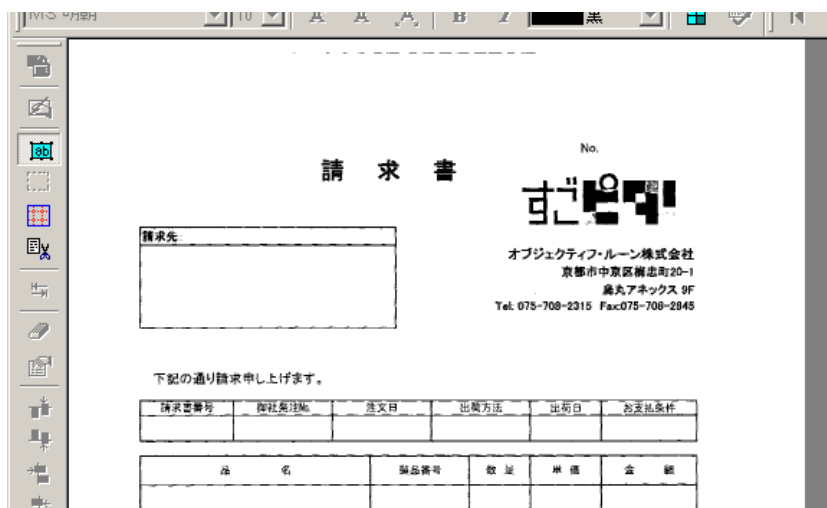 10 A A A B I 黒
No.
請 求 書
すごピタ!
請求先:
オブジェクティフ・ルーン株式会社
京都市中京区梅忠町20-1
烏丸アネックス 9F
Tel: 075-708-2315 Fax:075-708-2845
下記の通り請求申し上げます。
請求書番号 御社発注No. 注文日 出荷方法 出荷日 お支払条件
品 名 製品番号 数 量 単 価 金 額